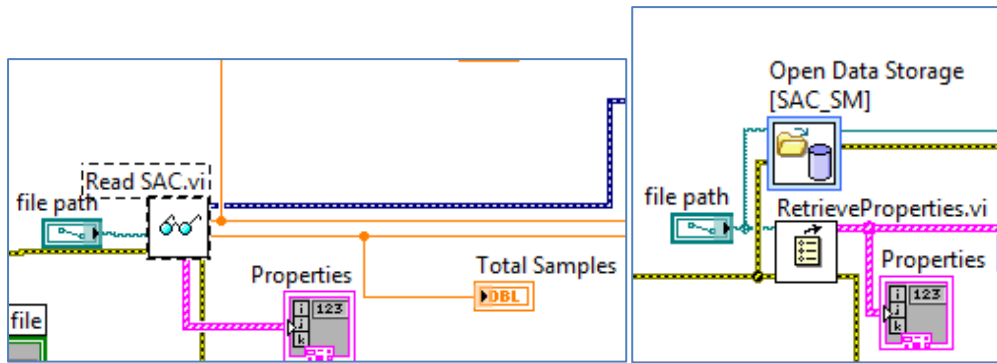 Read SAC.vi
file path
Properties
i
j
k
123
Total Samples
DBL
file
Open Data Storage
[SAC_SM]
file path
RetrieveProperties.vi
Properties
i
j
k
123